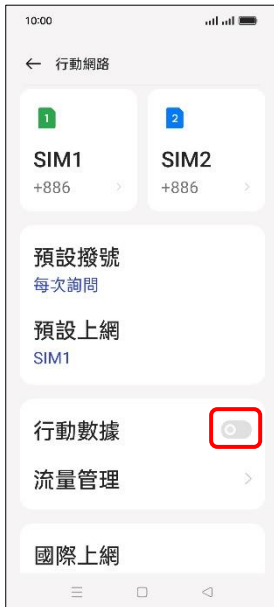 10:00
行動網路
1
2
SIM1
SIM2
+886
+886
預設撥號
每次詢問
預設上網
SIM1
行動數據
流量管理
國際上網